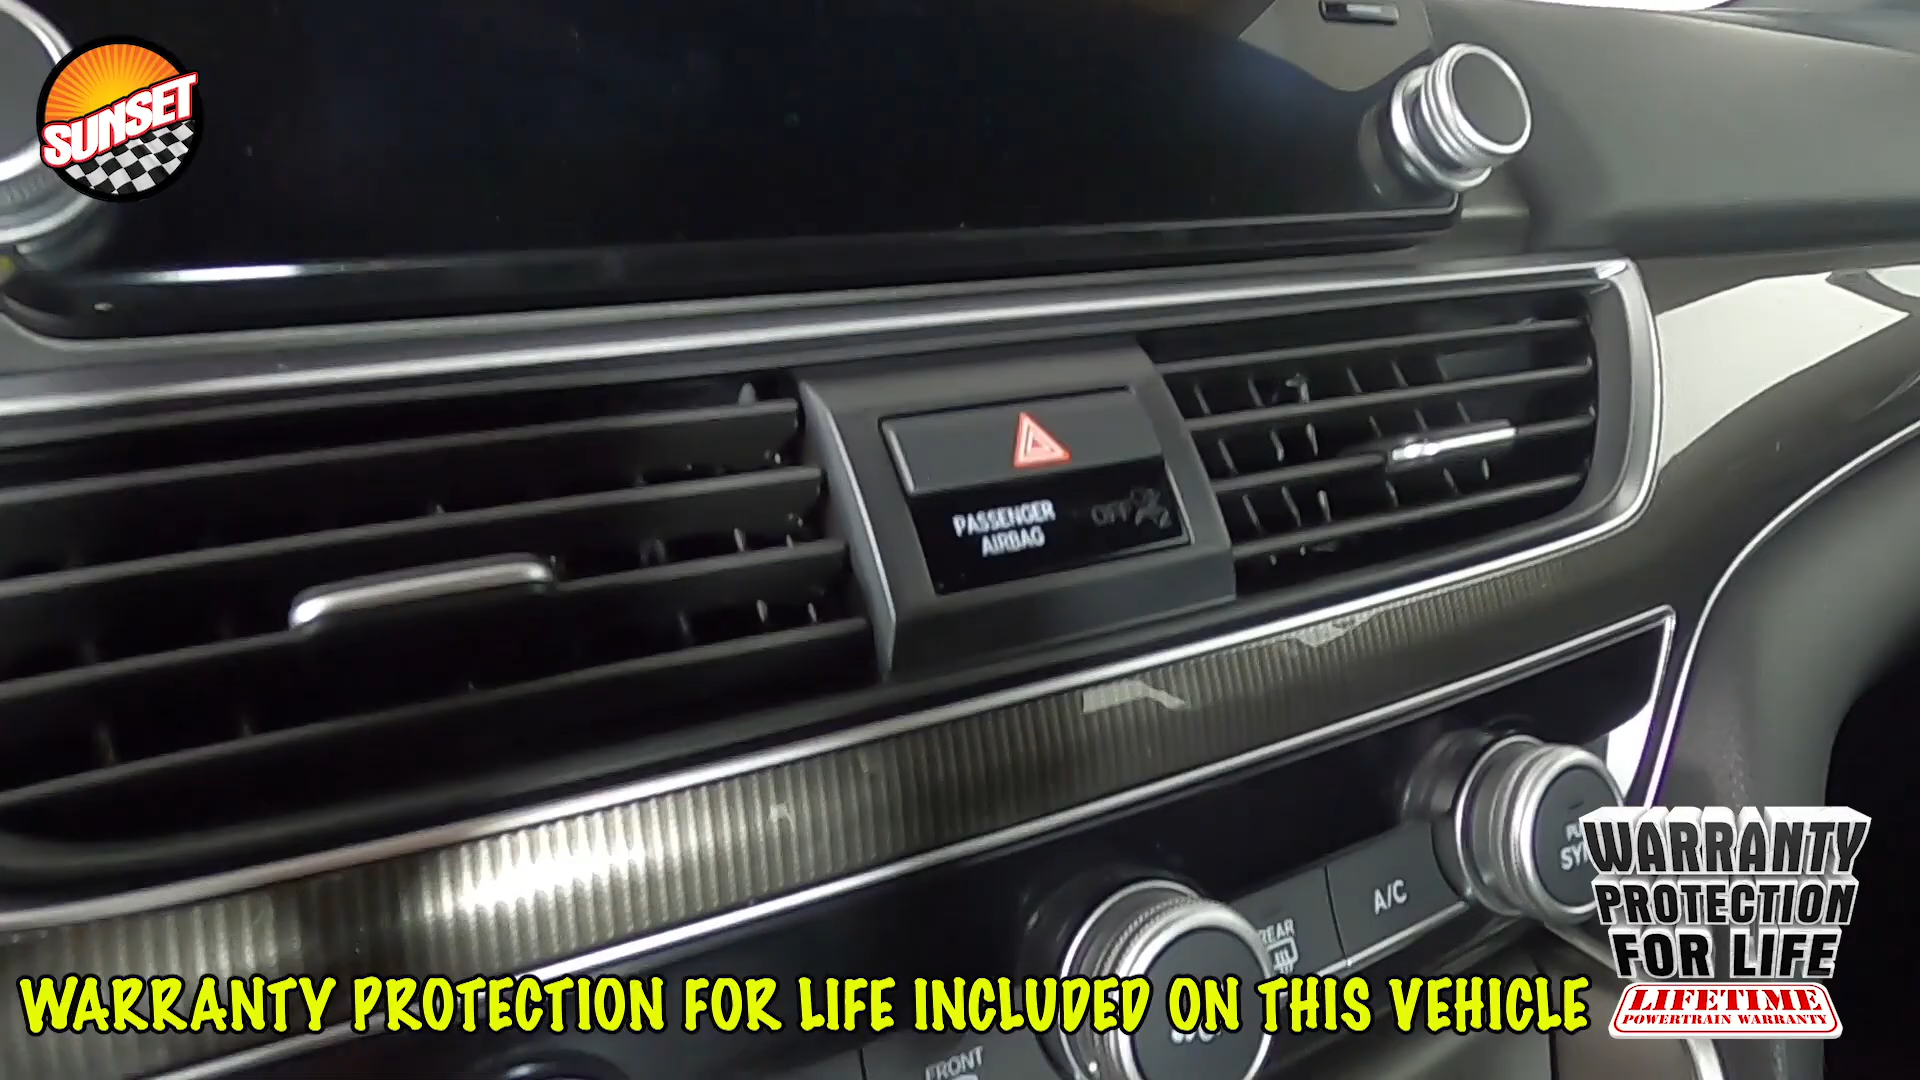 SUNSET
PASSENGER
AIRBAG
OFF
A/C
REAR
FRONT
WARRANTY
PROTECTION
FOR LIFE
LIFETIME
POWERTRAIN WARRANTY
WARRANTY PROTECTION FOR LIFE INCLUDED ON THIS VEHICLE